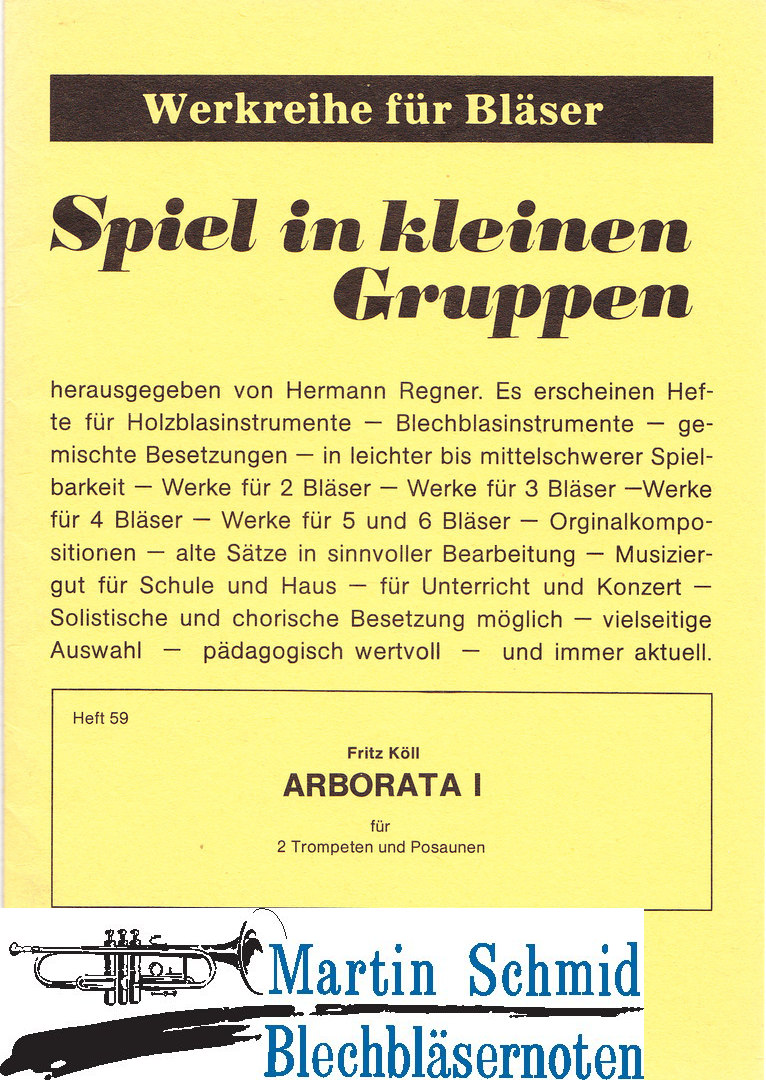 Werkreihe für Bläser
Spiel in kleinen
Gruppen
herausgegeben von Hermann Regner. Es erscheinen Hef-
te für Holzblasinstrumente — Blechblasinstrumente — ge-
mischte Besetzungen — in leichter bis mittelschwerer Spiel-
barkeit — Werke für 2 Bläser — Werke für 3 Bläser —Werke
für 4 Bläser — Werke für 5 und 6 Bläser — Orginalkompo-
sitionen — alte Sätze in sinnvoller Bearbeitung — Musizier-
gut für Schule und Haus — für Unterricht und Konzert —
Solistische und chorische Besetzung möglich — vielseitige
Auswahl — pädagogisch wertvoll — und immer aktuell.
Heft 59
Fritz Köll
ARBORATA I
für
2 Trompeten und Posaunen
Martin Schmid
Blechbläsernoten